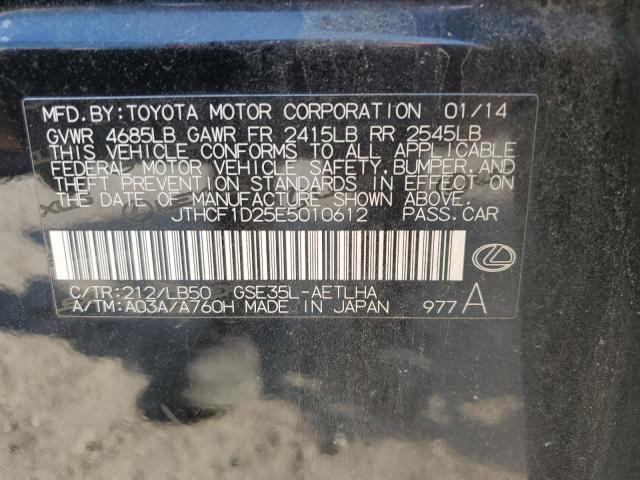 MFD.BY:TOYOTA MOTOR CORPORATION 01/14
GVWR 4685LB GAWR FR 2415LB RR 2545LB
THIS VEHICLE CONFORMS TO ALL APPLICABLE
FEDERAL MOTOR VEHICLE SAFETY, BUMPER, AND
THEFT PREVENTION STANDARDS IN EFFECT ON
THE DATE OF MANUFACTURE SHOWN ABOVE.
JTHCF1D25E5010612 PASS.CAR
C/TR:212/LB50 GSE35L-AETLHA
A/TM:A03A/A760H MADE IN JAPAN 977 A